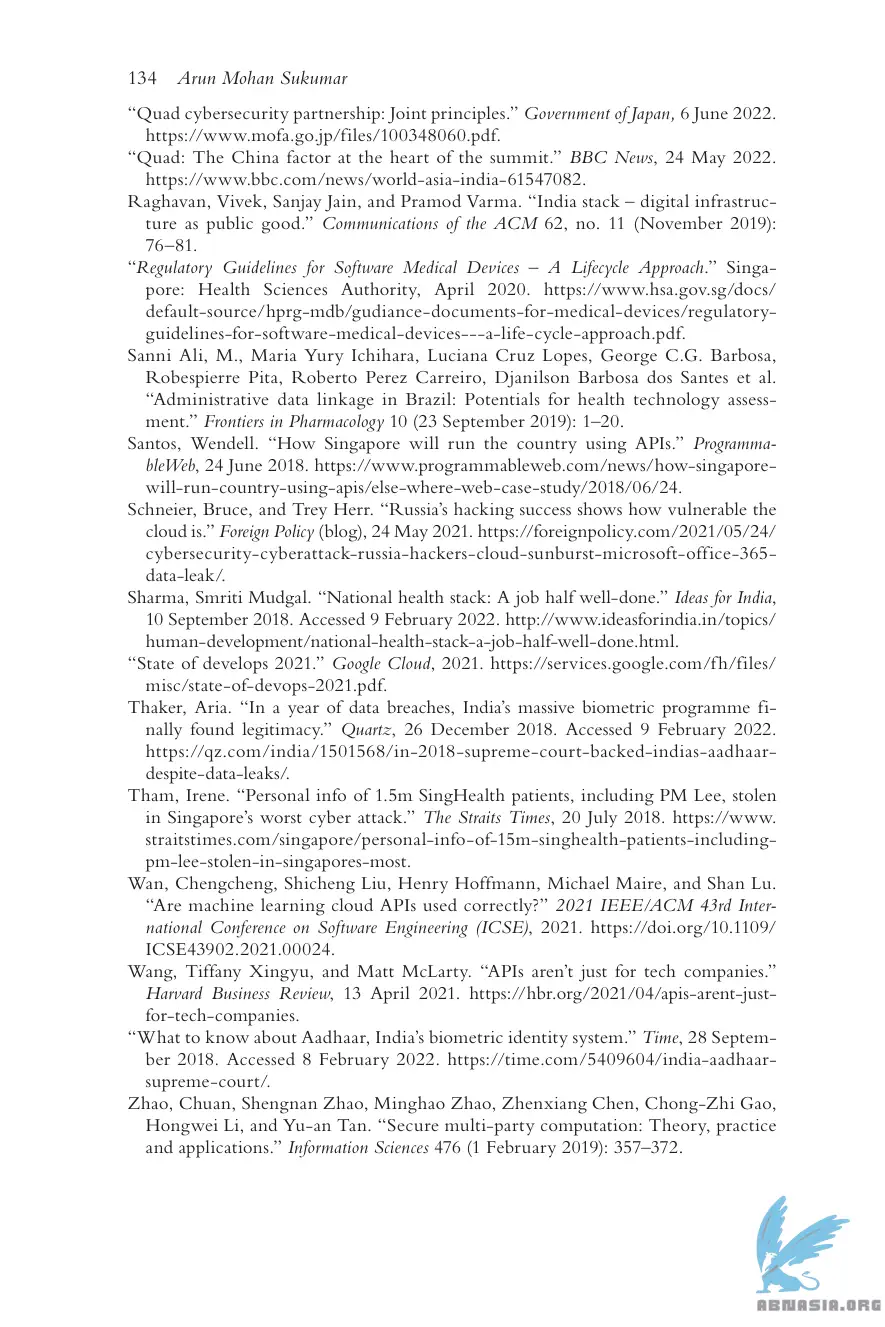 134 Arun Mohan Sukumar
“Quad cybersecurity partnership: Joint principles.” Government of Japan, 6 June 2022.
https://www.mofa.go.jp/files/100348060.pdf.
“Quad: The China factor at the heart of the summit.” BBC News, 24 May 2022.
https://www.bbc.com/news/world-asia-india-61547082.
Raghavan, Vivek, Sanjay Jain, and Pramod Varma. “India stack – digital infrastruc-
ture as public good.” Communications of the ACM 62, no. 11 (November 2019):
76–81.
“Regulatory Guidelines for Software Medical Devices – A Lifecycle Approach.” Singa-
pore: Health Sciences Authority, April 2020. https://www.hsa.gov.sg/docs/
default-source/hprg-mdb/gudiance-documents-for-medical-devices/regulatory-
guidelines-for-software-medical-devices---a-life-cycle-approach.pdf.
Sanni Ali, M., Maria Yury Ichihara, Luciana Cruz Lopes, George C.G. Barbosa,
Robespierre Pita, Roberto Perez Carreiro, Djanilson Barbosa dos Santes et al.
“Administrative data linkage in Brazil: Potentials for health technology assess-
ment.” Frontiers in Pharmacology 10 (23 September 2019): 1–20.
Santos, Wendell. “How Singapore will run the country using APIs.” Programma-
bleWeb, 24 June 2018. https://www.programmableweb.com/news/how-singapore-
will-run-country-using-apis/else-where-web-case-study/2018/06/24.
Schneier, Bruce, and Trey Herr. “Russia’s hacking success shows how vulnerable the
cloud is.” Foreign Policy (blog), 24 May 2021. https://foreignpolicy.com/2021/05/24/
cybersecurity-cyberattack-russia-hackers-cloud-sunburst-microsoft-office-365-
data-leak/.
Sharma, Smriti Mudgal. “National health stack: A job half well-done.” Ideas for India,
10 September 2018. Accessed 9 February 2022. http://www.ideasforindia.in/topics/
human-development/national-health-stack-a-job-half-well-done.html.
“State of develops 2021.” Google Cloud, 2021. https://services.google.com/fh/files/
misc/state-of-devops-2021.pdf.
Thaker, Aria. “In a year of data breaches, India’s massive biometric programme fi-
nally found legitimacy.” Quartz, 26 December 2018. Accessed 9 February 2022.
https://qz.com/india/1501568/in-2018-supreme-court-backed-indias-aadhaar-
despite-data-leaks/.
Tham, Irene. “Personal info of 1.5m SingHealth patients, including PM Lee, stolen
in Singapore’s worst cyber attack.” The Straits Times, 20 July 2018. https://www.
straitstimes.com/singapore/personal-info-of-15m-singhealth-patients-including-
pm-lee-stolen-in-singapores-most.
Wan, Chengcheng, Shicheng Liu, Henry Hoffmann, Michael Maire, and Shan Lu.
“Are machine learning cloud APIs used correctly?” 2021 IEEE/ACM 43rd Inter-
national Conference on Software Engineering (ICSE), 2021. https://doi.org/10.1109/
ICSE43902.2021.00024.
Wang, Tiffany Xingyu, and Matt McLarty. “APIs aren’t just for tech companies.”
Harvard Business Review, 13 April 2021. https://hbr.org/2021/04/apis-arent-just-
for-tech-companies.
“What to know about Aadhaar, India’s biometric identity system.” Time, 28 Septem-
ber 2018. Accessed 8 February 2022. https://time.com/5409604/india-aadhaar-
supreme-court/.
Zhao, Chuan, Shengnan Zhao, Minghao Zhao, Zhenxiang Chen, Chong-Zhi Gao,
Hongwei Li, and Yu-an Tan. “Secure multi-party computation: Theory, practice
and applications.” Information Sciences 476 (1 February 2019): 357–372.
ABNASIA.ORG